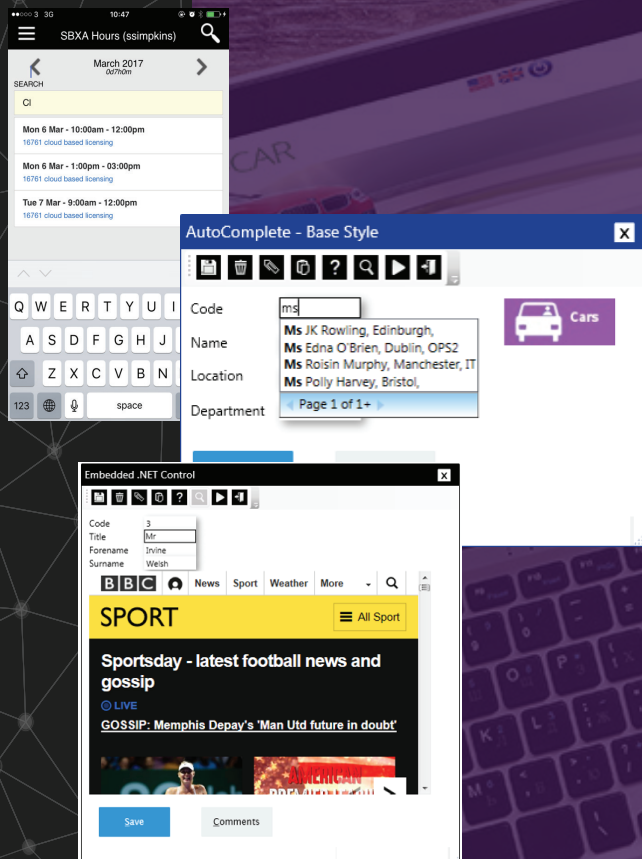 3 3G 10:47
SBXA Hours (ssimpkins)
March 2017
0d7h0m
SEARCH
Cl
Mon 6 Mar - 10:00am - 12:00pm
16761 cloud based licensing
Mon 6 Mar - 1:00pm - 03:00pm
16761 cloud based licensing
Tue 7 Mar - 9:00am - 12:00pm
16761 cloud based licensing
Q W E R T Y U I
A S D F G H J
Z X C V B N
123 space
CAR
AutoComplete - Base Style X
?
Code ms
Name
Location
Department
Ms JK Rowling, Edinburgh,
Ms Edna O'Brien, Dublin, OPS2
Ms Roisin Murphy, Manchester, IT
Ms Polly Harvey, Bristol,
Page 1 of 1+
Cars
Embedded .NET Control X
?
Code 3
Title Mr
Forename Irvine
Surname Welsh
BBC News Sport Weather More
SPORT All Sport
Sportsday - latest football news and
gossip
LIVE
GOSSIP: Memphis Depay's 'Man Utd future in doubt'
AMERICAN
Save Comments